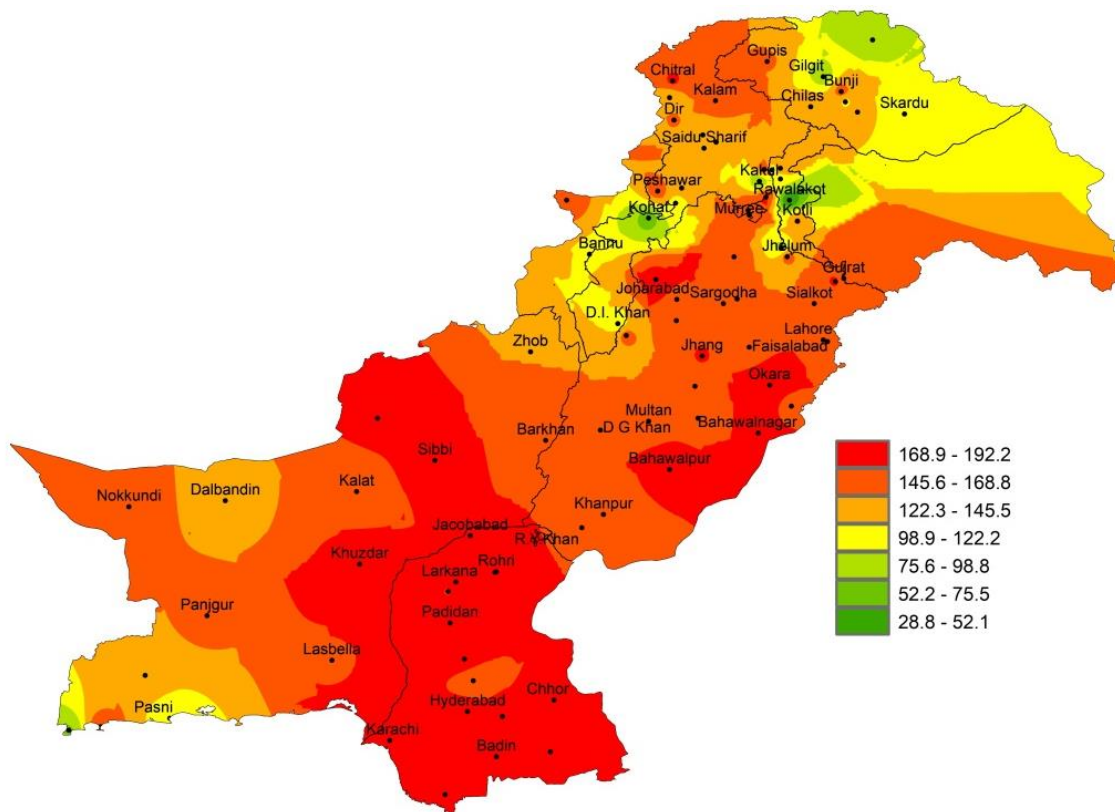 Gupis
Gilgit
Chitral
Bunji
Kalam
Chilas
Skardu
Dir
Saidu Sharif
Kakul
Peshawar
Rawalakot
Kohat
Murree
Kotli
Bannu
Jhelum
Gujrat
Joharabad
Sargodha
Sialkot
D.I. Khan
Lahore
Zhob
Jhang
Faisalabad
Okara
Multan
Barkhan
D G Khan
Bahawalnagar
Sibbi
Bahawalpur
Nokkundi
Dalbandin
Kalat
Khanpur
Jacobabad
Khuzdar
Rohri
Larkana
Panjgur
Padidan
Lasbella
Pasni
Hyderabad
Chhor
Karachi
Badin
168.9 - 192.2
145.6 - 168.8
122.3 - 145.5
98.9 - 122.2
75.6 - 98.8
52.2 - 75.5
28.8 - 52.1